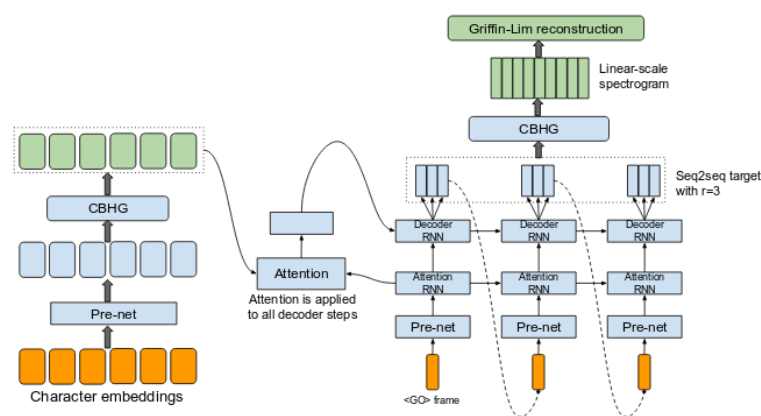 Griffin-Lim reconstruction
Linear-scale
spectrogram
CBHG
Seq2seq target
with r=3
CBHG
Decoder
RNN
Decoder
RNN
Decoder
RNN
Attention
Attention is applied
to all decoder steps
Attention
RNN
Attention
RNN
Attention
RNN
Pre-net
Pre-net
Pre-net
Pre-net
Character embeddings
<GO> frame